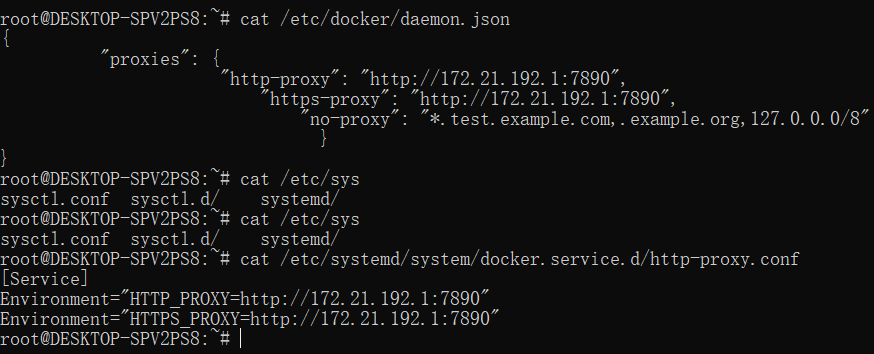 root@DESKTOP-SPV2PS8:~# cat /etc/docker/daemon.json
{
"proxies": {
"http-proxy": "http://172.21.192.1:7890",
"https-proxy": "http://172.21.192.1:7890",
"no-proxy": "*.test.example.com,.example.org,127.0.0.0/8"
}
}
root@DESKTOP-SPV2PS8:~# cat /etc/sys
sysctl.conf sysctl.d/ systemd/
root@DESKTOP-SPV2PS8:~# cat /etc/sys
sysctl.conf sysctl.d/ systemd/
root@DESKTOP-SPV2PS8:~# cat /etc/systemd/system/docker.service.d/http-proxy.conf
[Service]
Environment="HTTP_PROXY=http://172.21.192.1:7890"
Environment="HTTPS_PROXY=http://172.21.192.1:7890"
root@DESKTOP-SPV2PS8:~#